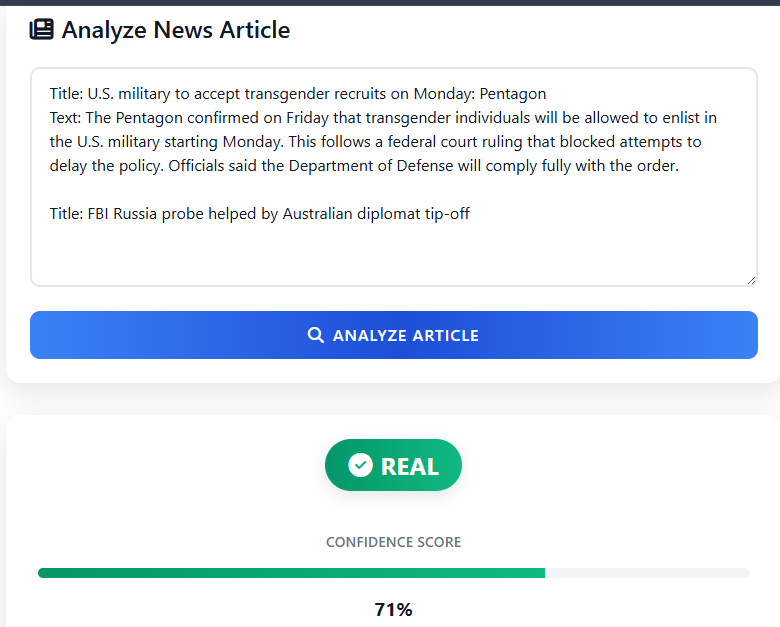 Analyze News Article
Title: U.S. military to accept transgender recruits on Monday: Pentagon
Text: The Pentagon confirmed on Friday that transgender individuals will be allowed to enlist in
the U.S. military starting Monday. This follows a federal court ruling that blocked attempts to
delay the policy. Officials said the Department of Defense will comply fully with the order.
Title: FBI Russia probe helped by Australian diplomat tip-off
ANALYZE ARTICLE
REAL
CONFIDENCE SCORE
71%